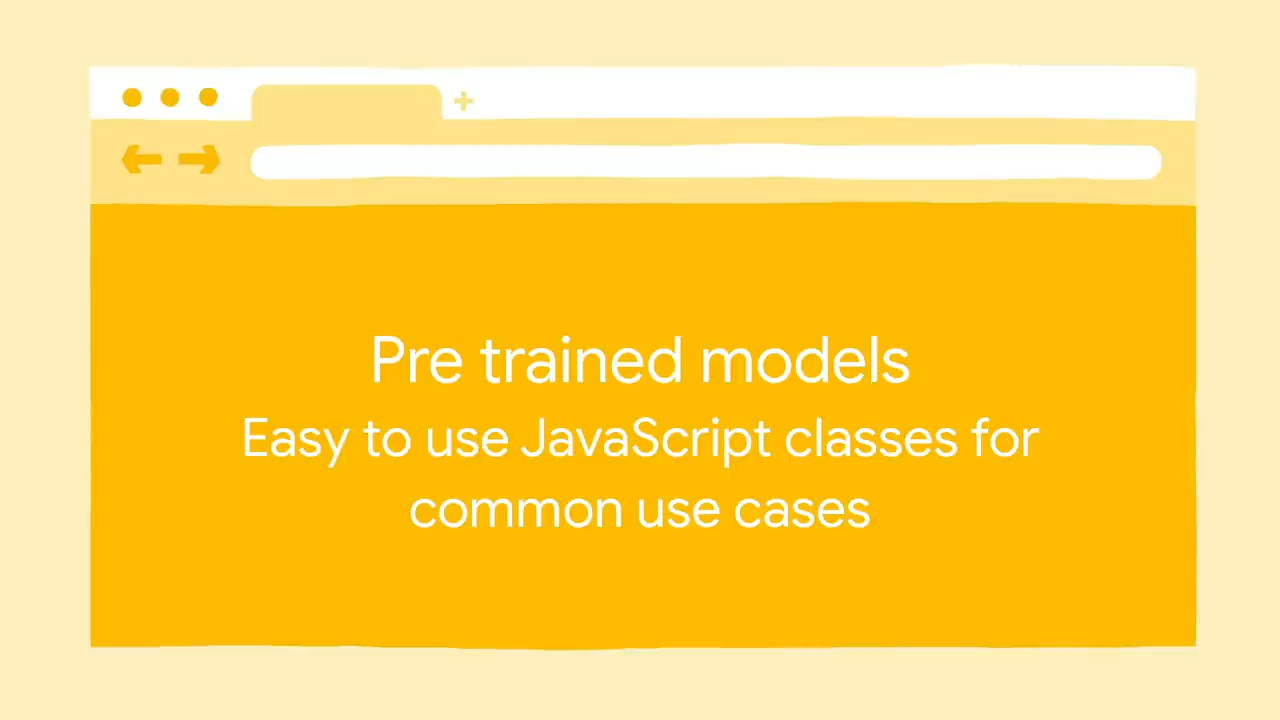 Pre trained models
Easy to use JavaScript classes for
common use cases